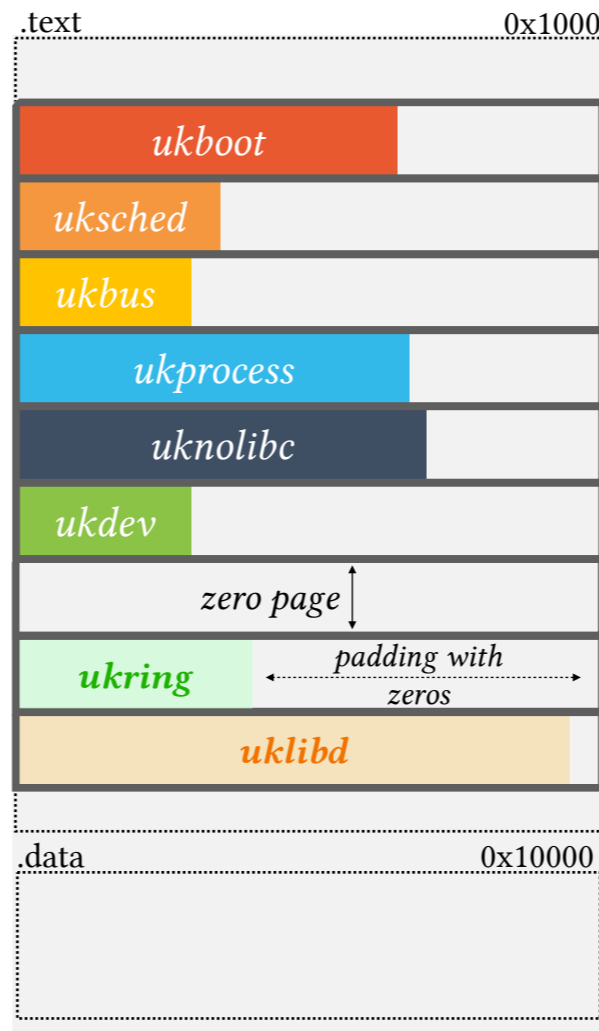 .text 0x1000
ukboot
uksched
ukbus
ukprocess
uknolibc
ukdev
zero page
ukring
padding with
zeros
uklibd
.data 0x10000